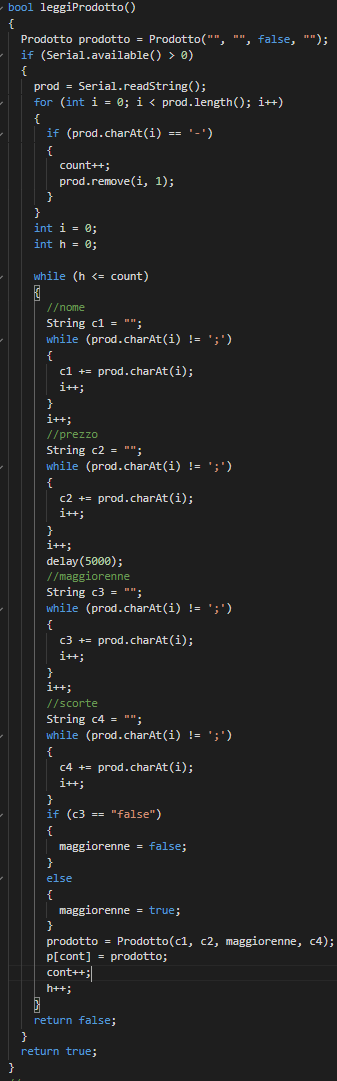 bool leggiProdotto()
{
  Prodotto prodotto = Prodotto("", "", false, "");
  if (Serial.available() > 0)
  {
    prod = Serial.readString();
    for (int i = 0; i < prod.length(); i++)
    {
      if (prod.charAt(i) == '-')
      {
        count++;
        prod.remove(i, 1);
      }
    }
    int i = 0;
    int h = 0;

    while (h <= count)
    {
      //nome
      String c1 = "";
      while (prod.charAt(i) != ';')
      {
        c1 += prod.charAt(i);
        i++;
      }
      i++;
      //prezzo
      String c2 = "";
      while (prod.charAt(i) != ';')
      {
        c2 += prod.charAt(i);
        i++;
      }
      i++;
      delay(5000);
      //maggiorenne
      String c3 = "";
      while (prod.charAt(i) != ';')
      {
        c3 += prod.charAt(i);
        i++;
      }
      i++;
      //scorte
      String c4 = "";
      while (prod.charAt(i) != ';')
      {
        c4 += prod.charAt(i);
        i++;
      }
      if (c3 == "false")
      {
        maggiorenne = false;
      }
      else
      {
        maggiorenne = true;
      }
      prodotto = Prodotto(c1, c2, maggiorenne, c4);
      p[cont] = prodotto;
      cont++;
      h++;
    }
    return false;
  }
  return true;
}